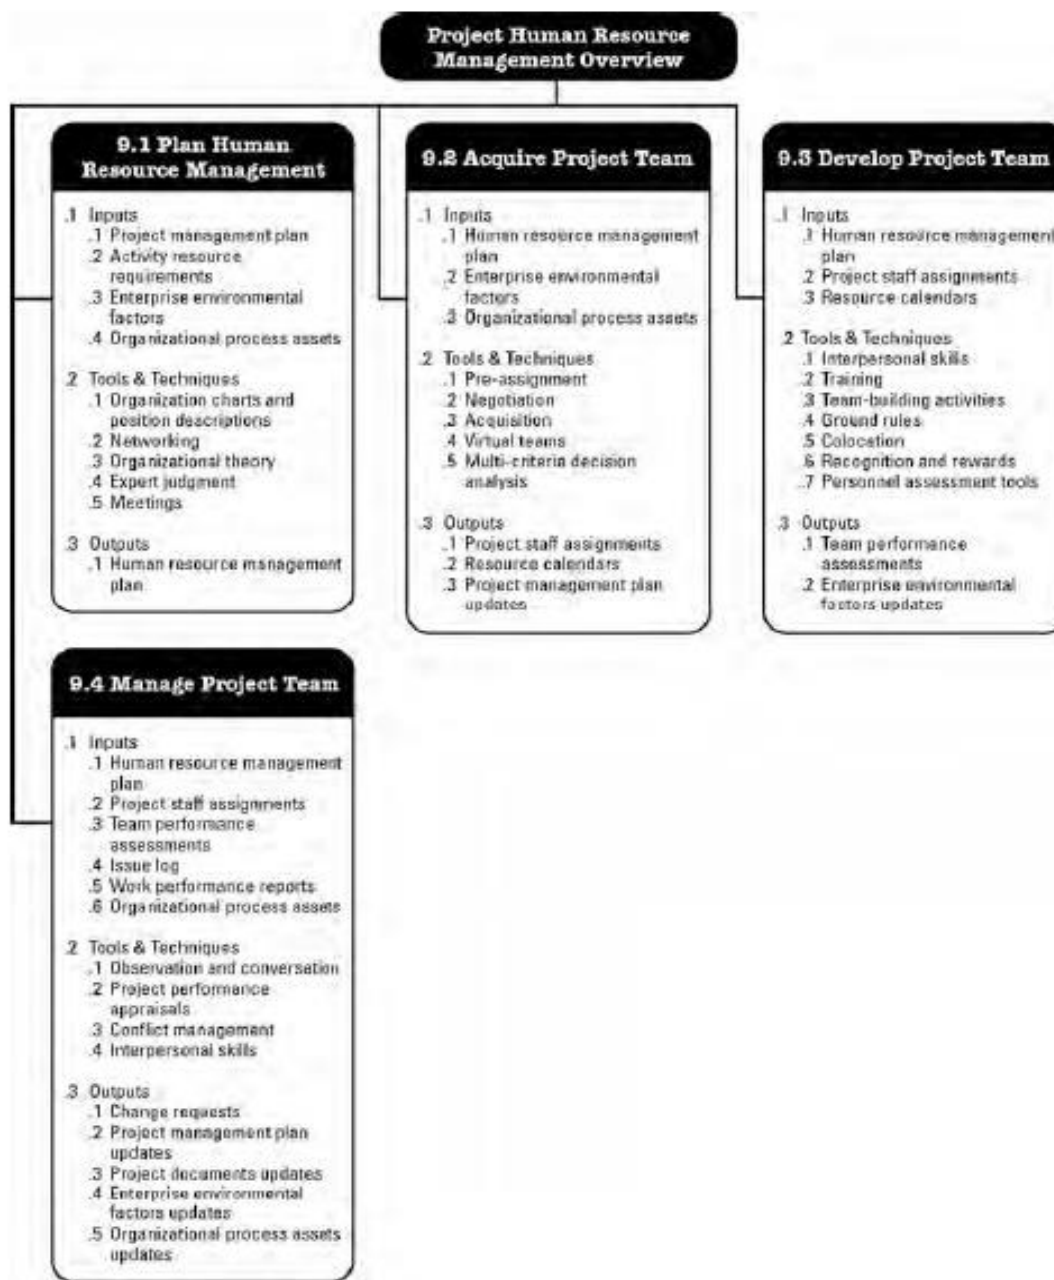 Project Human Resource
Management Overview
9.1 Plan Human
Resource Management
.1 Inputs
.1 Project management plan
.2 Activity resource
requirements
.3 Enterprise environmental
factors
.4 Organizational process assets
.2 Tools & Techniques
.1 Organization charts and
position descriptions
.2 Networking
.3 Organizational theory
.4 Expert judgment
.5 Meetings
.3 Outputs
.1 Human resource management
plan
9.2 Acquire Project Team
.1 Inputs
.1 Human resource management
plan
.2 Enterprise environmental
factors
.3 Organizational process assets
.2 Tools & Techniques
.1 Pre-assignment
.2 Negotiation
.3 Acquisition
.4 Virtual teams
.5 Multi-criteria decision
analysis
.3 Outputs
.1 Project staff assignments
.2 Resource calendars
.3 Project management plan
updates
9.3 Develop Project Team
.1 Inputs
.1 Human resource management
plan
.2 Project staff assignments
.3 Resource calendars
.2 Tools & Techniques
.1 Interpersonal skills
.2 Training
.3 Team-building activities
.4 Ground rules
.5 Colocation
.6 Recognition and rewards
.7 Personnel assessment tools
.3 Outputs
.1 Team performance
assessments
.2 Enterprise environmental
factors updates
9.4 Manage Project Team
.1 Inputs
.1 Human resource management
plan
.2 Project staff assignments
.3 Team performance
assessments
.4 Issue log
.5 Work performance reports
.6 Organizational process assets
.2 Tools & Techniques
.1 Observation and conversation
.2 Project performance
appraisals
.3 Conflict management
.4 Interpersonal skills
.3 Outputs
.1 Change requests
.2 Project management plan
updates
.3 Project documents updates
.4 Enterprise environmental
factors updates
.5 Organizational process assets
updates